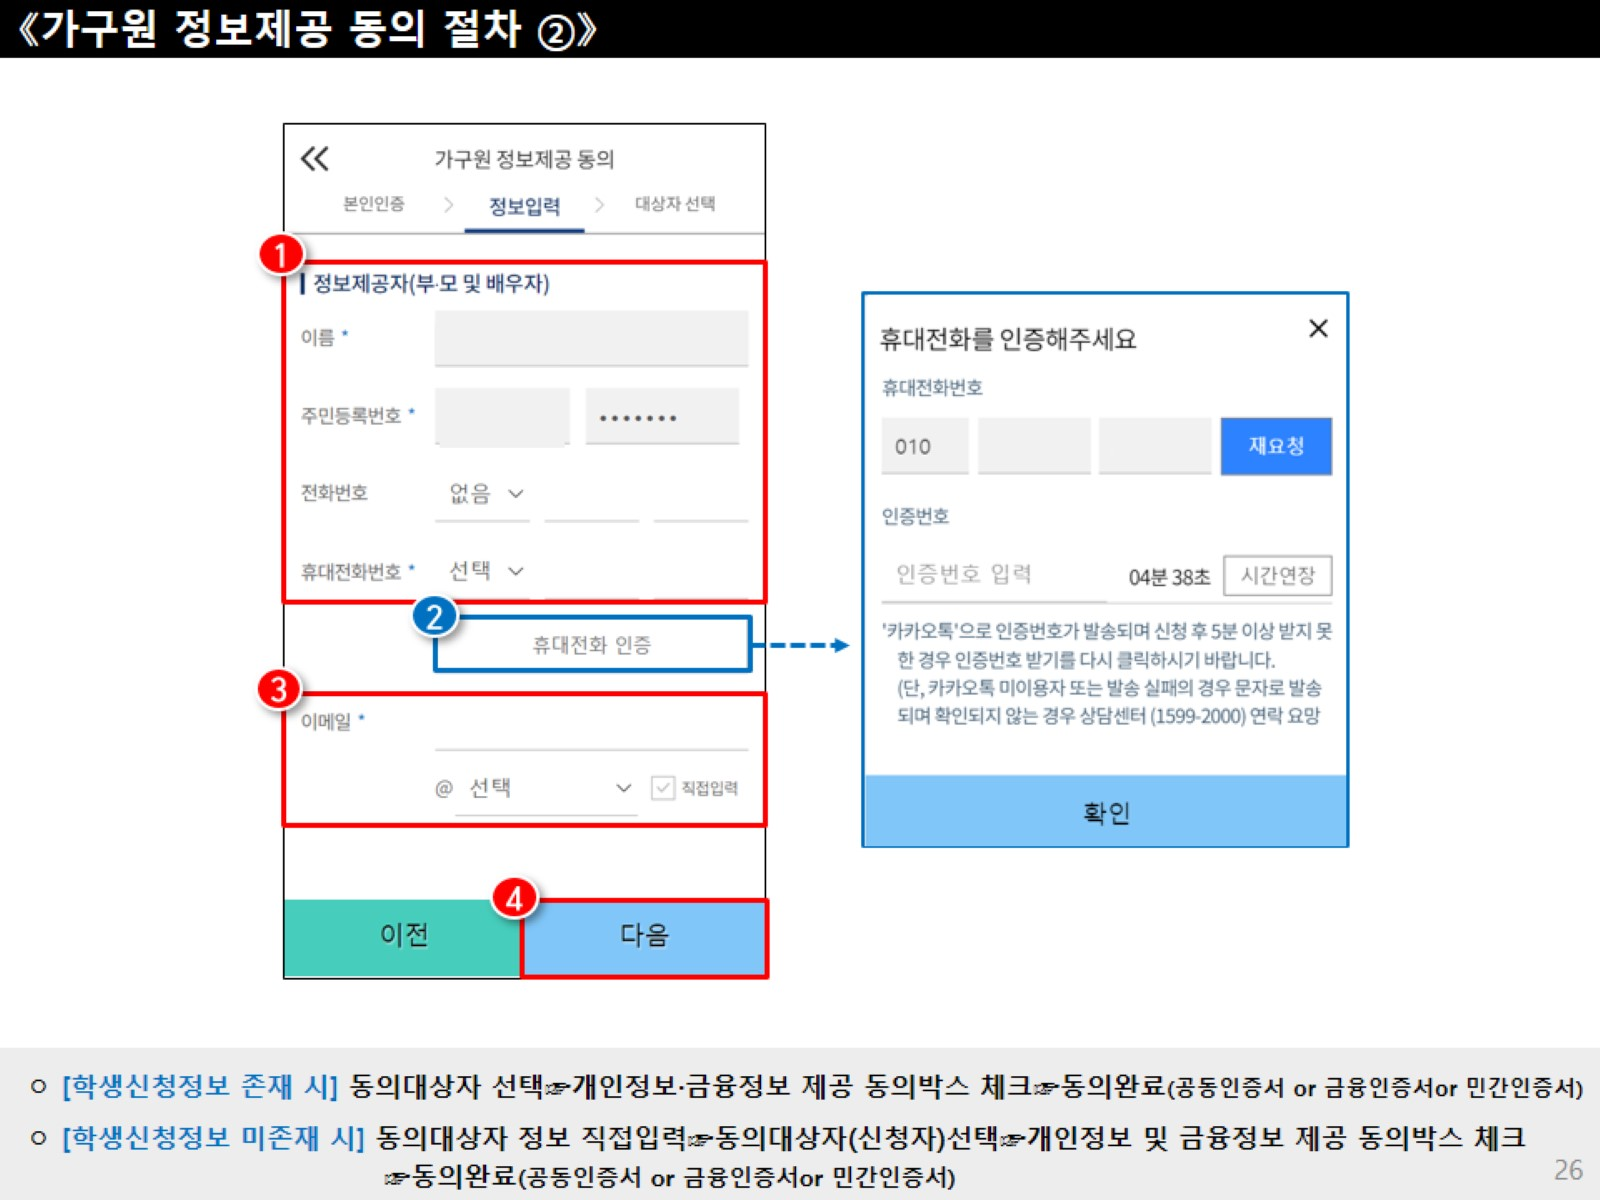 《가구원 정보제공 동의 절차 ②》
가구원 정보제공 동의
본인인증 > 정보입력 > 대상자 선택
1
정보제공자(부·모 및 배우자)
이름 *
주민등록번호 * •••••••
전화번호 없음
휴대전화번호 * 선택
2
휴대전화 인증
3
이메일 *
@ 선택 직접입력
4
이전 다음
휴대전화를 인증해주세요 ×
휴대전화번호
010 재요청
인증번호
인증번호 입력 04분 38초 시간연장
'카카오톡'으로 인증번호가 발송되며 신청 후 5분 이상 받지 못
한 경우 인증번호 받기를 다시 클릭하시기 바랍니다.
(단, 카카오톡 미이용자 또는 발송 실패의 경우 문자로 발송
되며 확인되지 않는 경우 상담센터 (1599-2000) 연락 요망
확인
○ [학생신청정보 존재 시] 동의대상자 선택☞개인정보·금융정보 제공 동의박스 체크☞동의완료(공동인증서 or 금융인증서or 민간인증서)
○ [학생신청정보 미존재 시] 동의대상자 정보 직접입력☞동의대상자(신청자)선택☞개인정보 및 금융정보 제공 동의박스 체크
☞동의완료(공동인증서 or 금융인증서or 민간인증서)
26